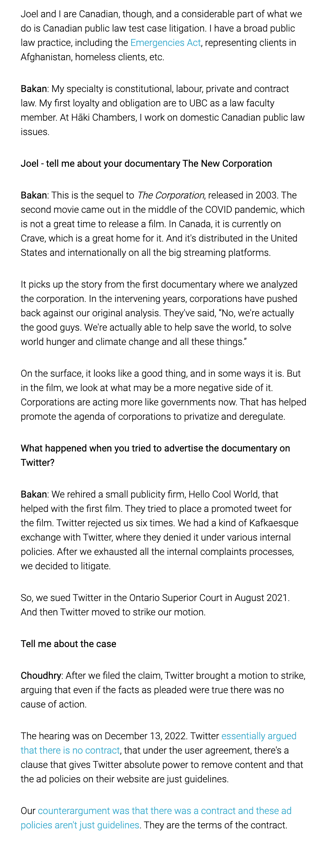 Joel and I are Canadian, though, and a considerable part of what we
do is Canadian public law test case litigation. I have a broad public
law practice, including the Emergencies Act, representing clients in
Afghanistan, homeless clients, etc.
Bakan: My specialty is constitutional, labour, private and contract
law. My first loyalty and obligation are to UBC as a law faculty
member. At Hāki Chambers, I work on domestic Canadian public law
issues.
Joel - tell me about your documentary The New Corporation
Bakan: This is the sequel to The Corporation, released in 2003. The
second movie came out in the middle of the COVID pandemic, which
is not a great time to release a film. In Canada, it is currently on
Crave, which is a great home for it. And it's distributed in the United
States and internationally on all the big streaming platforms.
It picks up the story from the first documentary where we analyzed
the corporation. In the intervening years, corporations have pushed
back against our original analysis. They've said, “No, we're actually
the good guys. We're actually able to help save the world, to solve
world hunger and climate change and all these things.”
On the surface, it looks like a good thing, and in some ways it is. But
in the film, we look at what may be a more negative side of it.
Corporations are acting more like governments now. That has helped
promote the agenda of corporations to privatize and deregulate.
What happened when you tried to advertise the documentary on
Twitter?
Bakan: We rehired a small publicity firm, Hello Cool World, that
helped with the first film. They tried to place a promoted tweet for
the film. Twitter rejected us six times. We had a kind of Kafkaesque
exchange with Twitter, where they denied it under various internal
policies. After we exhausted all the internal complaints processes,
we decided to litigate.
So, we sued Twitter in the Ontario Superior Court in August 2021.
And then Twitter moved to strike our motion.
Tell me about the case
Choudhry: After we filed the claim, Twitter brought a motion to strike,
arguing that even if the facts as pleaded were true there was no
cause of action.
The hearing was on December 13, 2022. Twitter essentially argued
that there is no contract, that under the user agreement, there's a
clause that gives Twitter absolute power to remove content and that
the ad policies on their website are just guidelines.
Our counterargument was that there was a contract and these ad
policies aren't just guidelines. They are the terms of the contract.